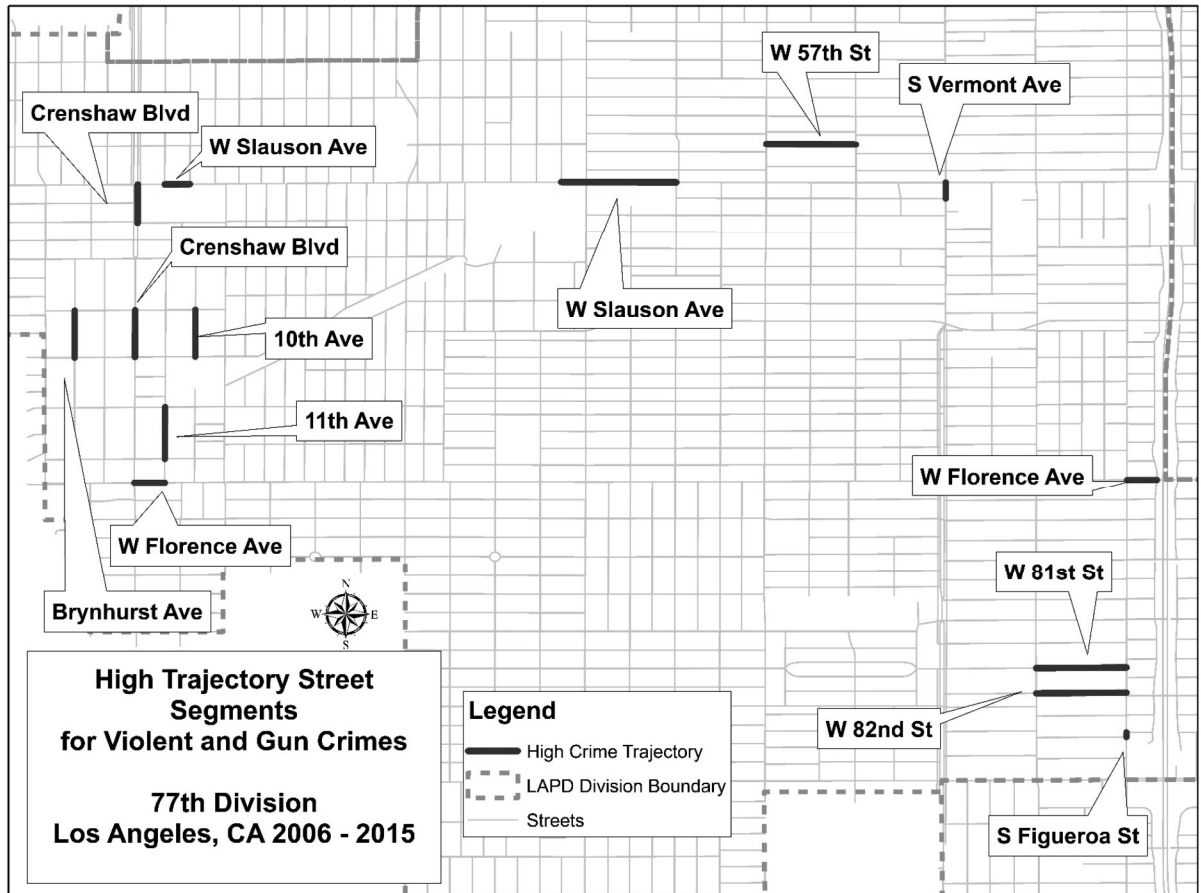 W 57th St
S Vermont Ave
Crenshaw Blvd
W Slauson Ave
Crenshaw Blvd
W Slauson Ave
10th Ave
11th Ave
W Florence Ave
W Florence Ave
W 81st St
Brynhurst Ave
N
W E
S
W 82nd St
S Figueroa St
High Trajectory Street
Segments
for Violent and Gun Crimes
77th Division
Los Angeles, CA 2006 - 2015
Legend
High Crime Trajectory
LAPD Division Boundary
Streets